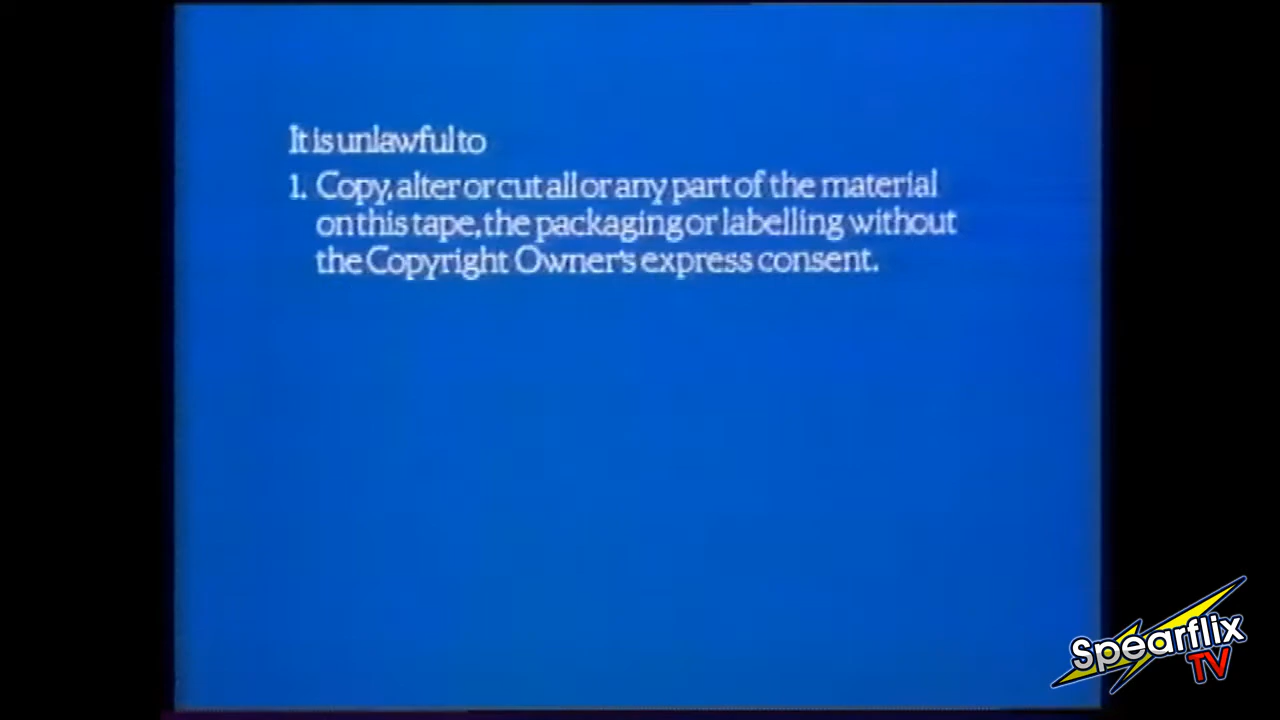 It is unlawful to
1. Copy, alter or cut all or any part of the material
on this tape, the packaging or labelling without
the Copyright Owner's express consent.
Spearflix
TV